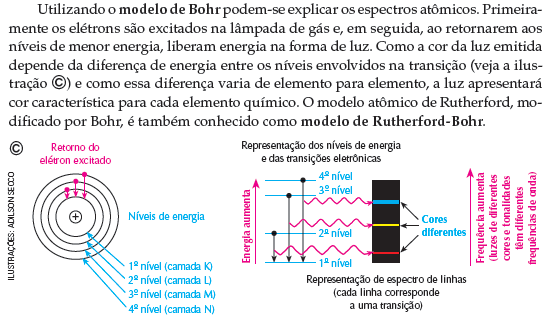 Utilizando o modelo de Bohr podem-se explicar os espectros atômicos. Primeira-
mente os elétrons são excitados na lâmpada de gás e, em seguida, ao retornarem aos
níveis de menor energia, liberam energia na forma de luz. Como a cor da luz emitida
depende da diferença de energia entre os níveis envolvidos na transição (veja a ilus-
tração Ⓒ) e como essa diferença varia de elemento para elemento, a luz apresentará
cor característica para cada elemento químico. O modelo atômico de Rutherford, mo-
dificado por Bohr, é também conhecido como modelo de Rutherford-Bohr.
Ⓒ
Retorno do
elétron excitado
+
Níveis de energia
1º nível (camada K)
2º nível (camada L)
3º nível (camada M)
4º nível (camada N)
ILUSTRAÇÕES: ADILSON SECCO
Representação dos níveis de energia
e das transições eletrônicas
Energia aumenta
4º nível
3º nível
2º nível
1º nível
Cores
diferentes
Representação de espectro de linhas
(cada linha corresponde
a uma transição)
Frequência aumenta
(luzes de diferentes
cores e tonalidades
têm diferentes
frequências de onda)